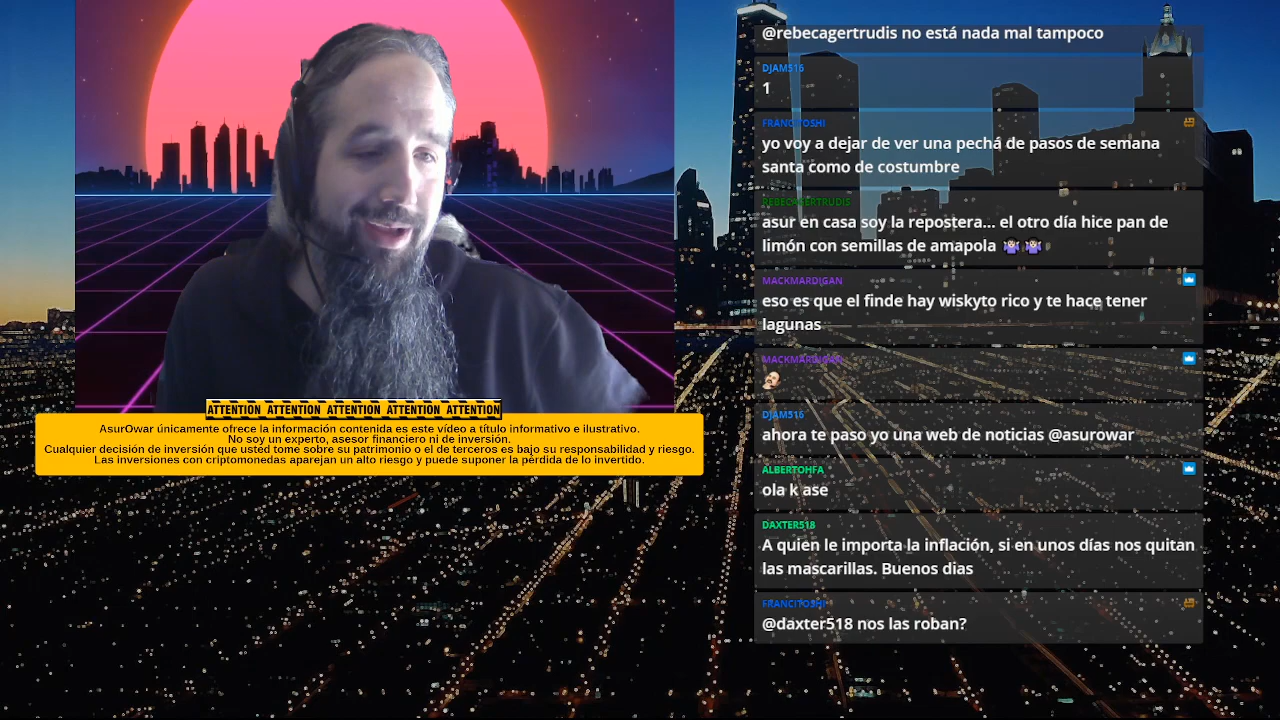 @rebecagertrudis no está nada mal tampoco
DJAM516
1
FRANCITOSHI
yo voy a dejar de ver una pechá de pasos de semana
santa como de costumbre
REBECAGERTRUDIS
asur en casa soy la repostera... el otro día hice pan de
limón con semillas de amapola
MACKMARDIGAN
eso es que el finde hay wiskyto rico y te hace tener
lagunas
MACKMARDIGAN
DJAM516
ahora te paso yo una web de noticias @asurowar
ALBERTOHFA
ola k ase
DAXTER518
A quien le importa la inflación, si en unos días nos quitan
las mascarillas. Buenos dias
FRANCITOSHI
@daxter518 nos las roban?
ATTENTION ATTENTION ATTENTION ATTENTION ATTENTION
AsurOwar únicamente ofrece la información contenida es este vídeo a título informativo e ilustrativo.
No soy un experto, asesor financiero ni de inversión.
Cualquier decisión de inversión que usted tome sobre su patrimonio o el de terceros es bajo su responsabilidad y riesgo.
Las inversiones con criptomonedas aparejan un alto riesgo y puede suponer la pérdida de lo invertido.